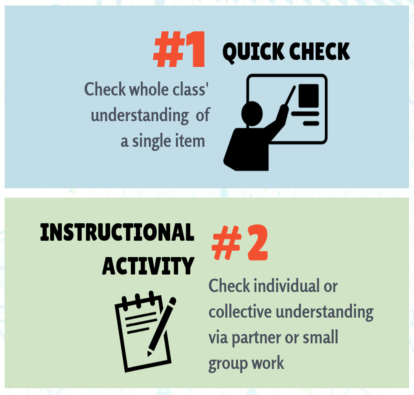 #1 QUICK CHECK
Check whole class'
understanding of
a single item
INSTRUCTIONAL
ACTIVITY
#2
Check individual or
collective understanding
via partner or small
group work